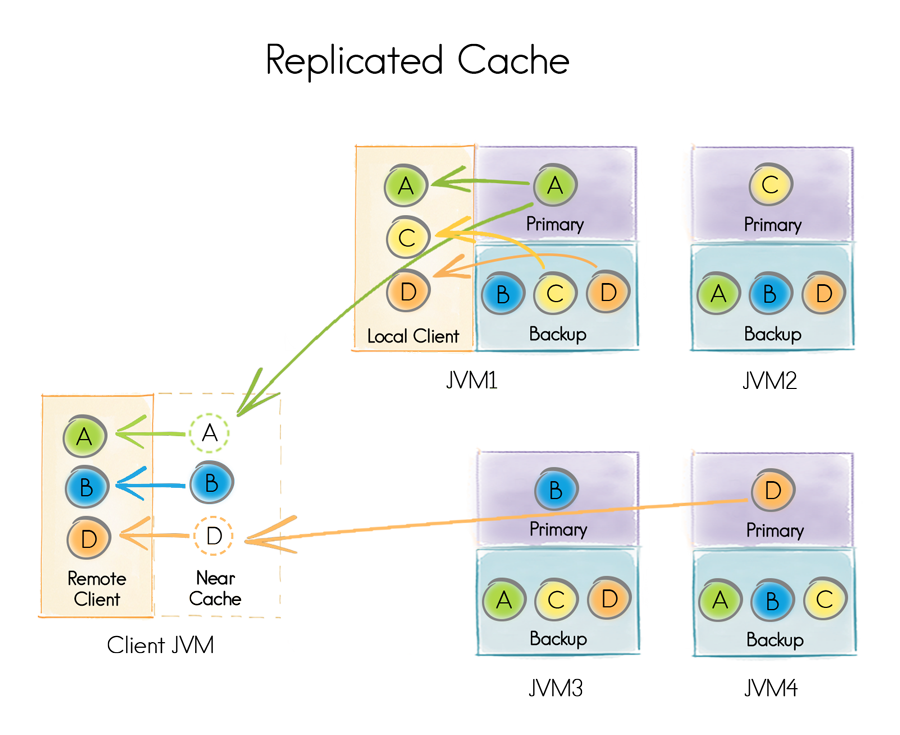 Replicated Cache
A
C
D
Local Client
A
Primary
B C D
Backup
JVM1
C
Primary
A B D
Backup
JVM2
A
B
D
Remote
Client
A
B
D
Near
Cache
Client JVM
B
Primary
A C D
Backup
JVM3
D
Primary
A B C
Backup
JVM4